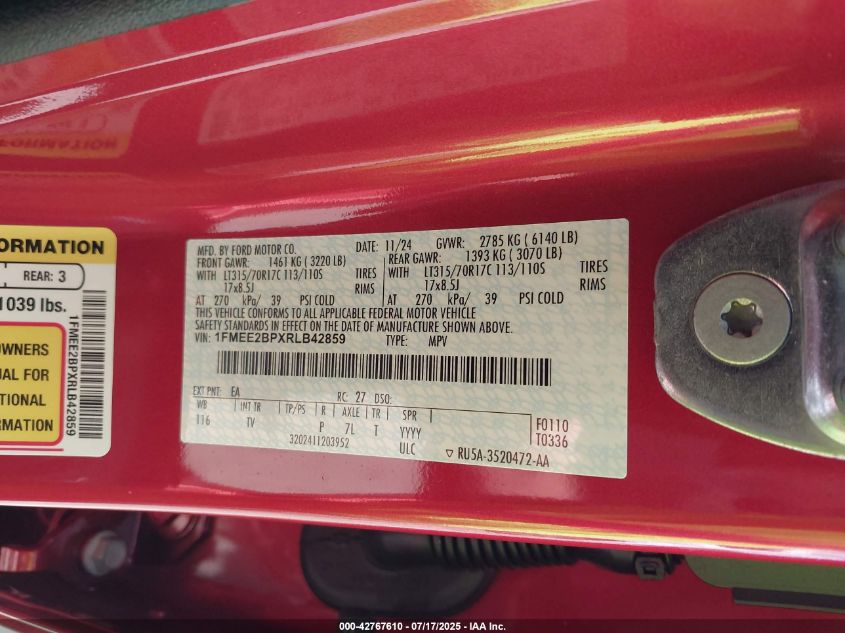 FORMATION
REAR: 3
1039 lbs.
OWNERS
UAL FOR
TIONAL
RMATION
1FMEE2BPXRLB42859
MFD. BY FORD MOTOR CO. DATE: 11/24 GVWR: 2785 KG ( 6140 LB)
FRONT GAWR: 1461 KG ( 3220 LB) REAR GAWR: 1393 KG ( 3070 LB)
WITH LT315/70R17C 113/110S TIRES WITH LT315/70R17C 113/110S TIRES
17x8.5J RIMS 17x8.5J RIMS
AT 270 kPa/ 39 PSI COLD AT 270 kPa/ 39 PSI COLD
THIS VEHICLE CONFORMS TO ALL APPLICABLE FEDERAL MOTOR VEHICLE
SAFETY STANDARDS IN EFFECT ON THE DATE OF MANUFACTURE SHOWN ABOVE.
VIN: 1FMEE2BPXRLB42859 TYPE: MPV
EXT PNT: EA RC: 27 DSO:
WB INT TR TP/PS R AXLE TR SPR F0110
116 TV P 7L T YYYY T0336
3202411203952 ULC ▽ RU5A-3520472-AA
000-42767610 - 07/17/2025 - IAA Inc.